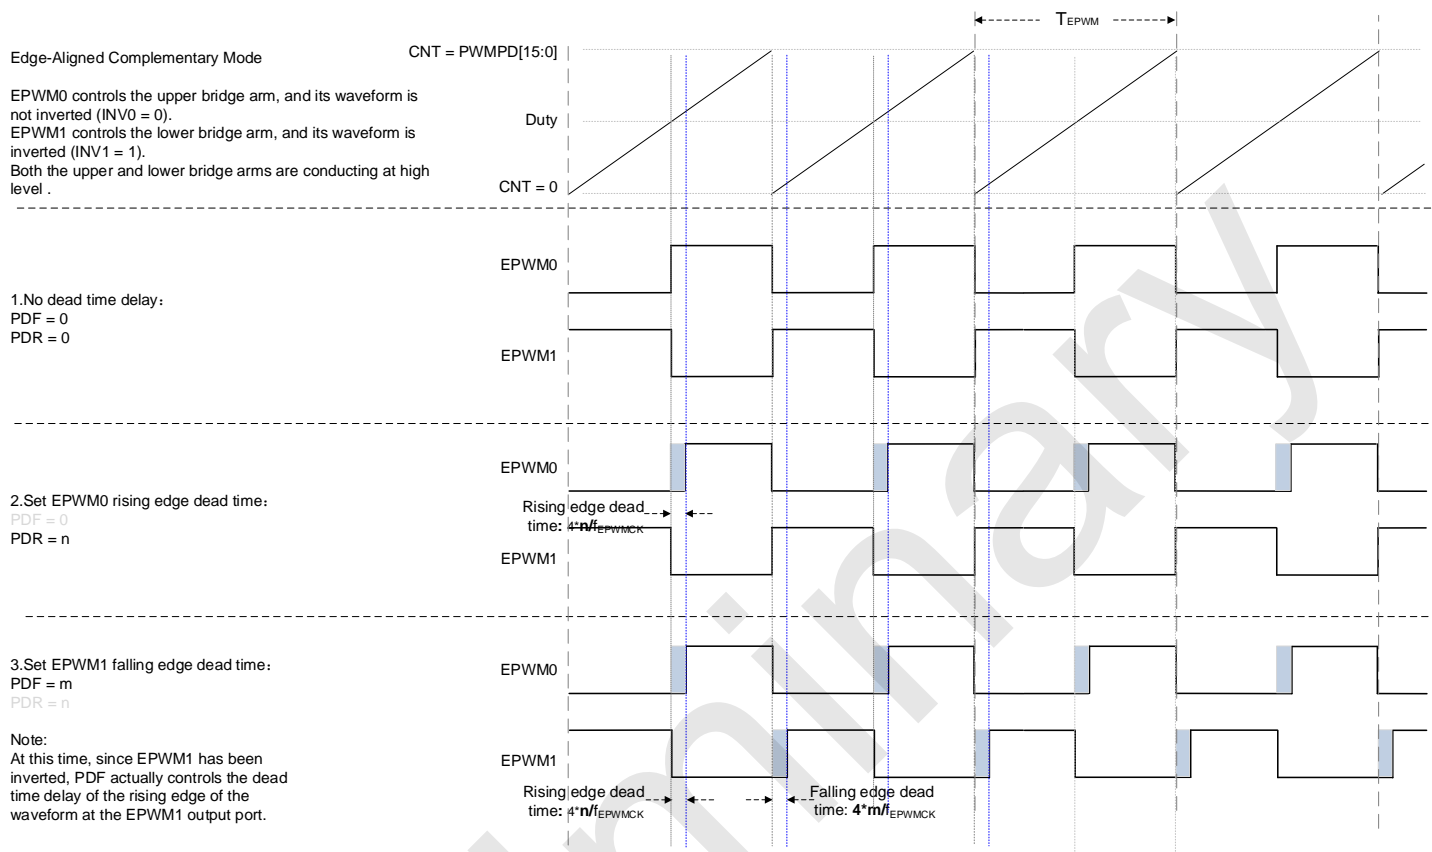 T EPWM
Edge-Aligned Complementary Mode
CNT = PWMPD[15:0]
EPWM0 controls the upper bridge arm, and its waveform is
not inverted (INV0 = 0).
EPWM1 controls the lower bridge arm, and its waveform is
inverted (INV1 = 1).
Both the upper and lower bridge arms are conducting at high
level .
Duty
CNT = 0
EPWM0
1.No dead time delay:
PDF = 0
PDR = 0
EPWM1
EPWM0
2.Set EPWM0 rising edge dead time:
PDF = 0
PDR = n
Rising edge dead
time: 4*n/fEPWMCK
EPWM1
3.Set EPWM1 falling edge dead time:
PDF = m
PDR = n
EPWM0
Note:
At this time, since EPWM1 has been
inverted, PDF actually controls the dead
time delay of the rising edge of the
waveform at the EPWM1 output port.
EPWM1
Rising edge dead
time: 4*n/fEPWMCK
Falling edge dead
time: 4*m/fEPWMCK
iminary